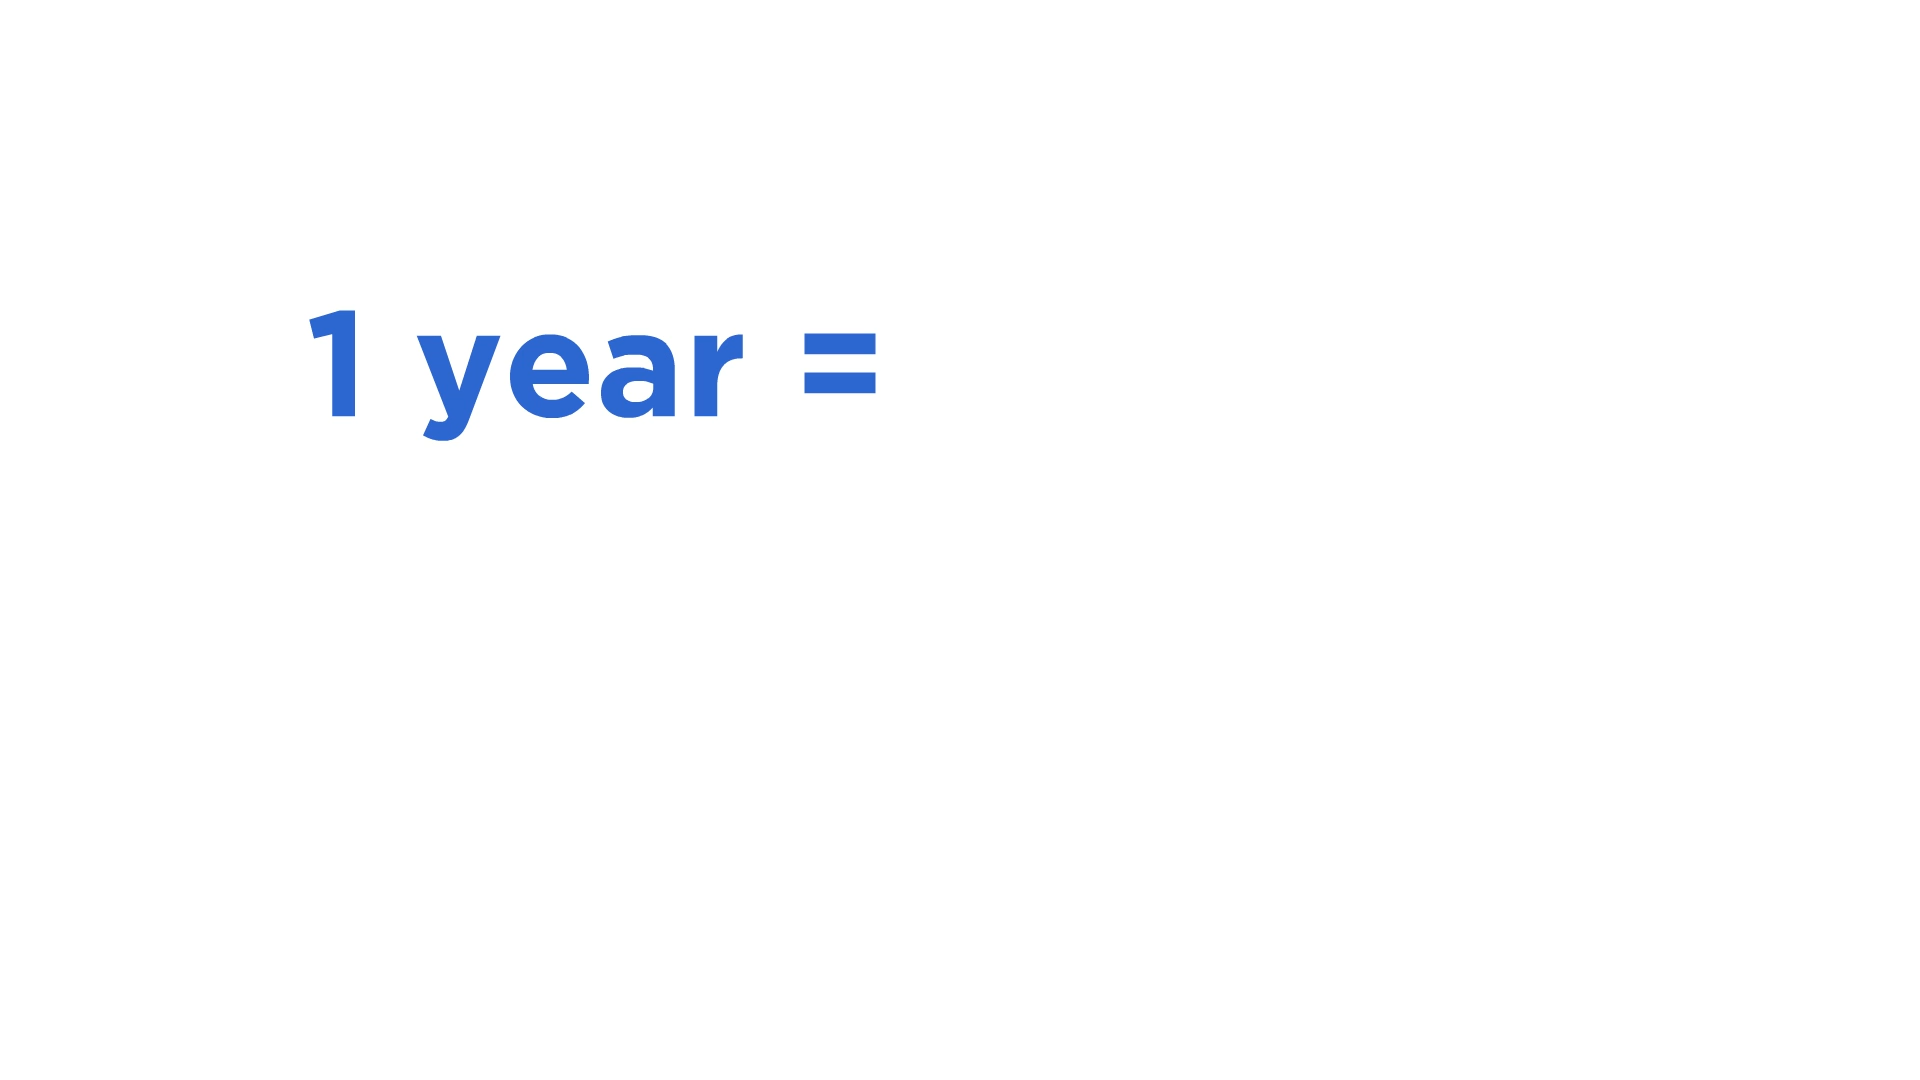 1 year =